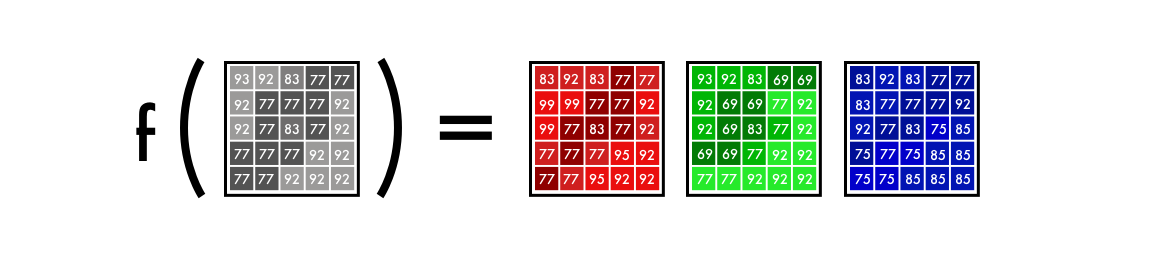 f ( ) =
93 92 83 77 77
92 77 77 77 92
92 77 83 77 92
77 77 77 92 92
77 77 92 92 92
83 92 83 77 77
99 99 77 77 92
99 77 83 77 92
77 77 77 95 92
77 77 95 92 92
93 92 83 69 69
92 69 69 77 92
92 69 83 77 92
69 69 77 92 92
77 77 92 92 92
83 92 83 77 77
83 77 77 77 92
92 77 83 75 85
75 77 75 85 85
75 75 85 85 85